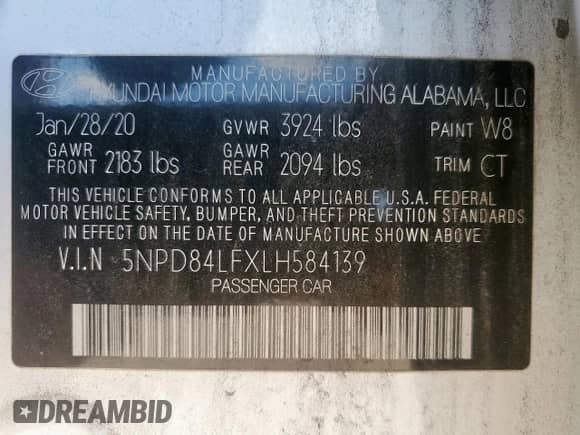 MANUFACTURED BY
HYUNDAI MOTOR MANUFACTURING ALABAMA, LLC
Jan/28/20 GVWR 3924 lbs PAINT W8
GAWR FRONT 2183 lbs GAWR REAR 2094 lbs TRIM CT
THIS VEHICLE CONFORMS TO ALL APPLICABLE U.S.A. FEDERAL
MOTOR VEHICLE SAFETY, BUMPER, AND THEFT PREVENTION STANDARDS
IN EFFECT ON THE DATE OF MANUFACTURE SHOWN ABOVE.
V.I.N 5NPD84LFXLH584139
PASSENGER CAR
DREAMBID